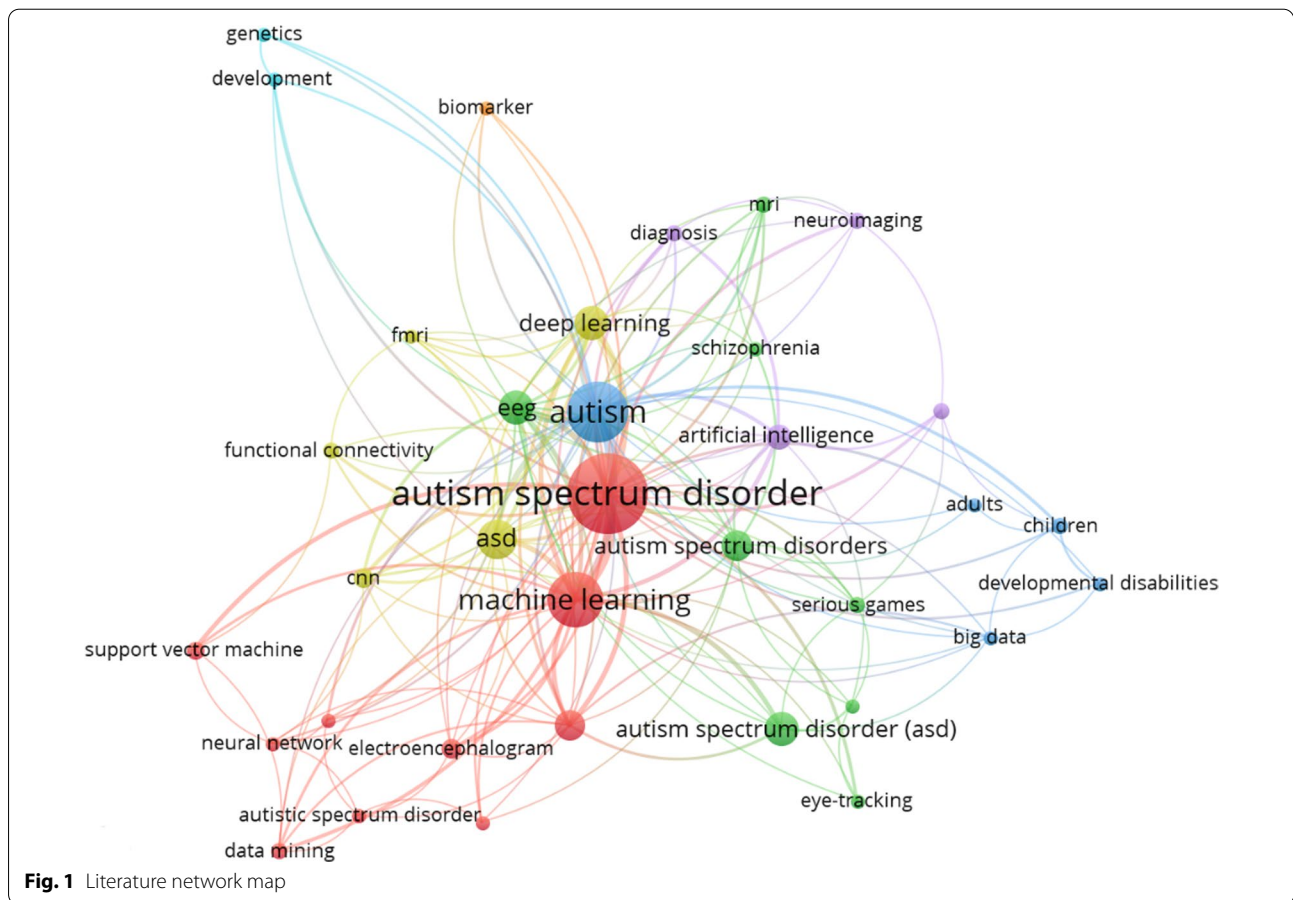 genetics
development
biomarker
mri
neuroimaging
diagnosis
deep learning
fmri
schizophrenia
eeg
autism
artificial intelligence
functional connectivity
autism spectrum disorder
adults
children
asd
autism spectrum disorders
cnn
developmental disabilities
machine learning
serious games
big data
support vector machine
autism spectrum disorder (asd)
neural network
electroencephalogram
eye-tracking
autistic spectrum disorder
data mining
Fig. 1 Literature network map